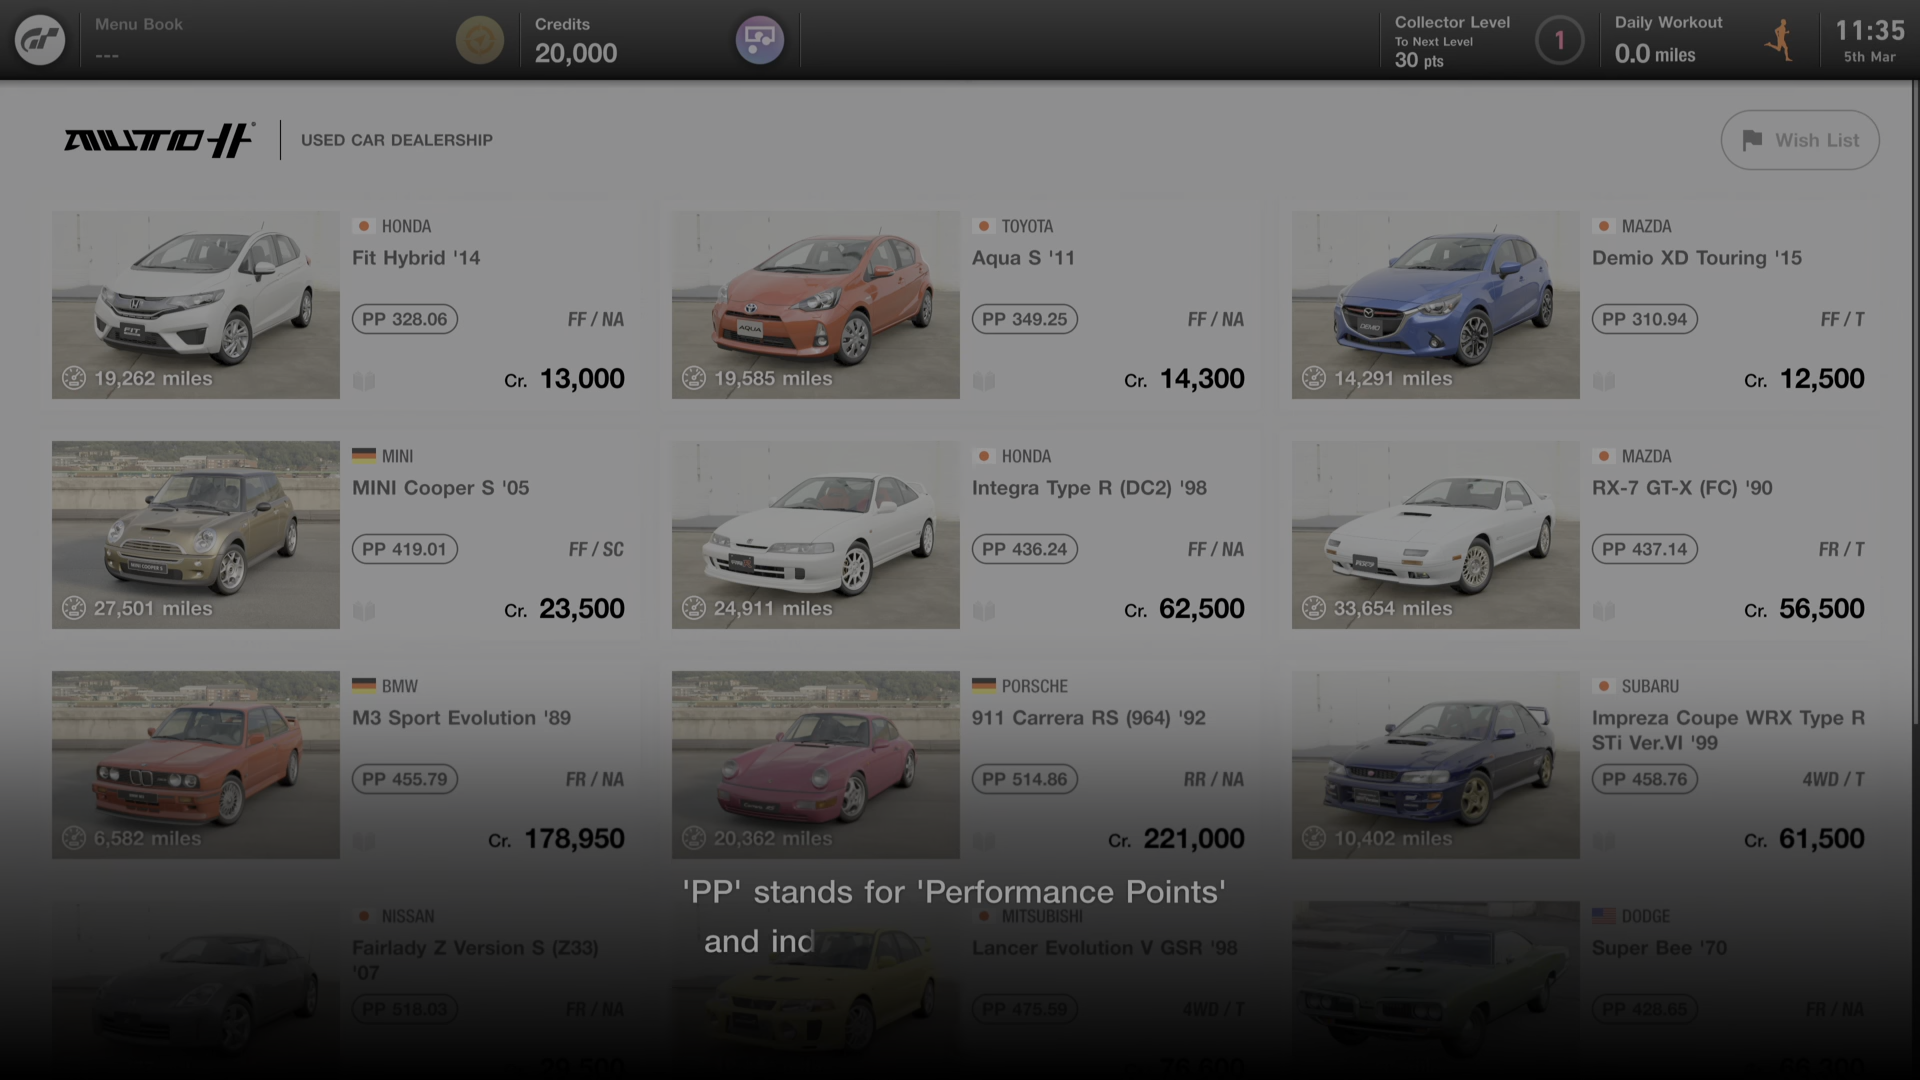 Menu Book
---
Credits
20,000
Collector Level
To Next Level
30 pts
1
Daily Workout
0.0 miles
11:35
5th Mar
AUTO
USED CAR DEALERSHIP
Wish List
HONDA
Fit Hybrid '14
PP 328.06
FF / NA
19,262 miles
Cr. 13,000
TOYOTA
Aqua S '11
PP 349.25
FF / NA
AQUA
19,585 miles
Cr. 14,300
MAZDA
Demio XD Touring '15
PP 310.94
FF / T
DEMIO
14,291 miles
Cr. 12,500
MINI
MINI Cooper S '05
PP 419.01
FF / SC
MINI COOPER S
27,501 miles
Cr. 23,500
HONDA
Integra Type R (DC2) '98
PP 436.24
FF / NA
24,911 miles
Cr. 62,500
MAZDA
RX-7 GT-X (FC) '90
PP 437.14
FR / T
33,654 miles
Cr. 56,500
BMW
M3 Sport Evolution '89
PP 455.79
FR / NA
6,582 miles
Cr. 178,950
PORSCHE
911 Carrera RS (964) '92
PP 514.86
RR / NA
Carrera RS
20,362 miles
Cr. 221,000
SUBARU
Impreza Coupe WRX Type R
STi Ver.VI '99
PP 458.76
4WD / T
10,402 miles
Cr. 61,500
'PP' stands for 'Performance Points'
and ind
NISSAN
Fairlady Z Version S (Z33)
'07
PP 518.03
FR / NA
MITSUBISHI
Lancer Evolution V GSR '98
PP 475.59
4WD / T
DODGE
Super Bee '70
PP 428.65
FR / NA